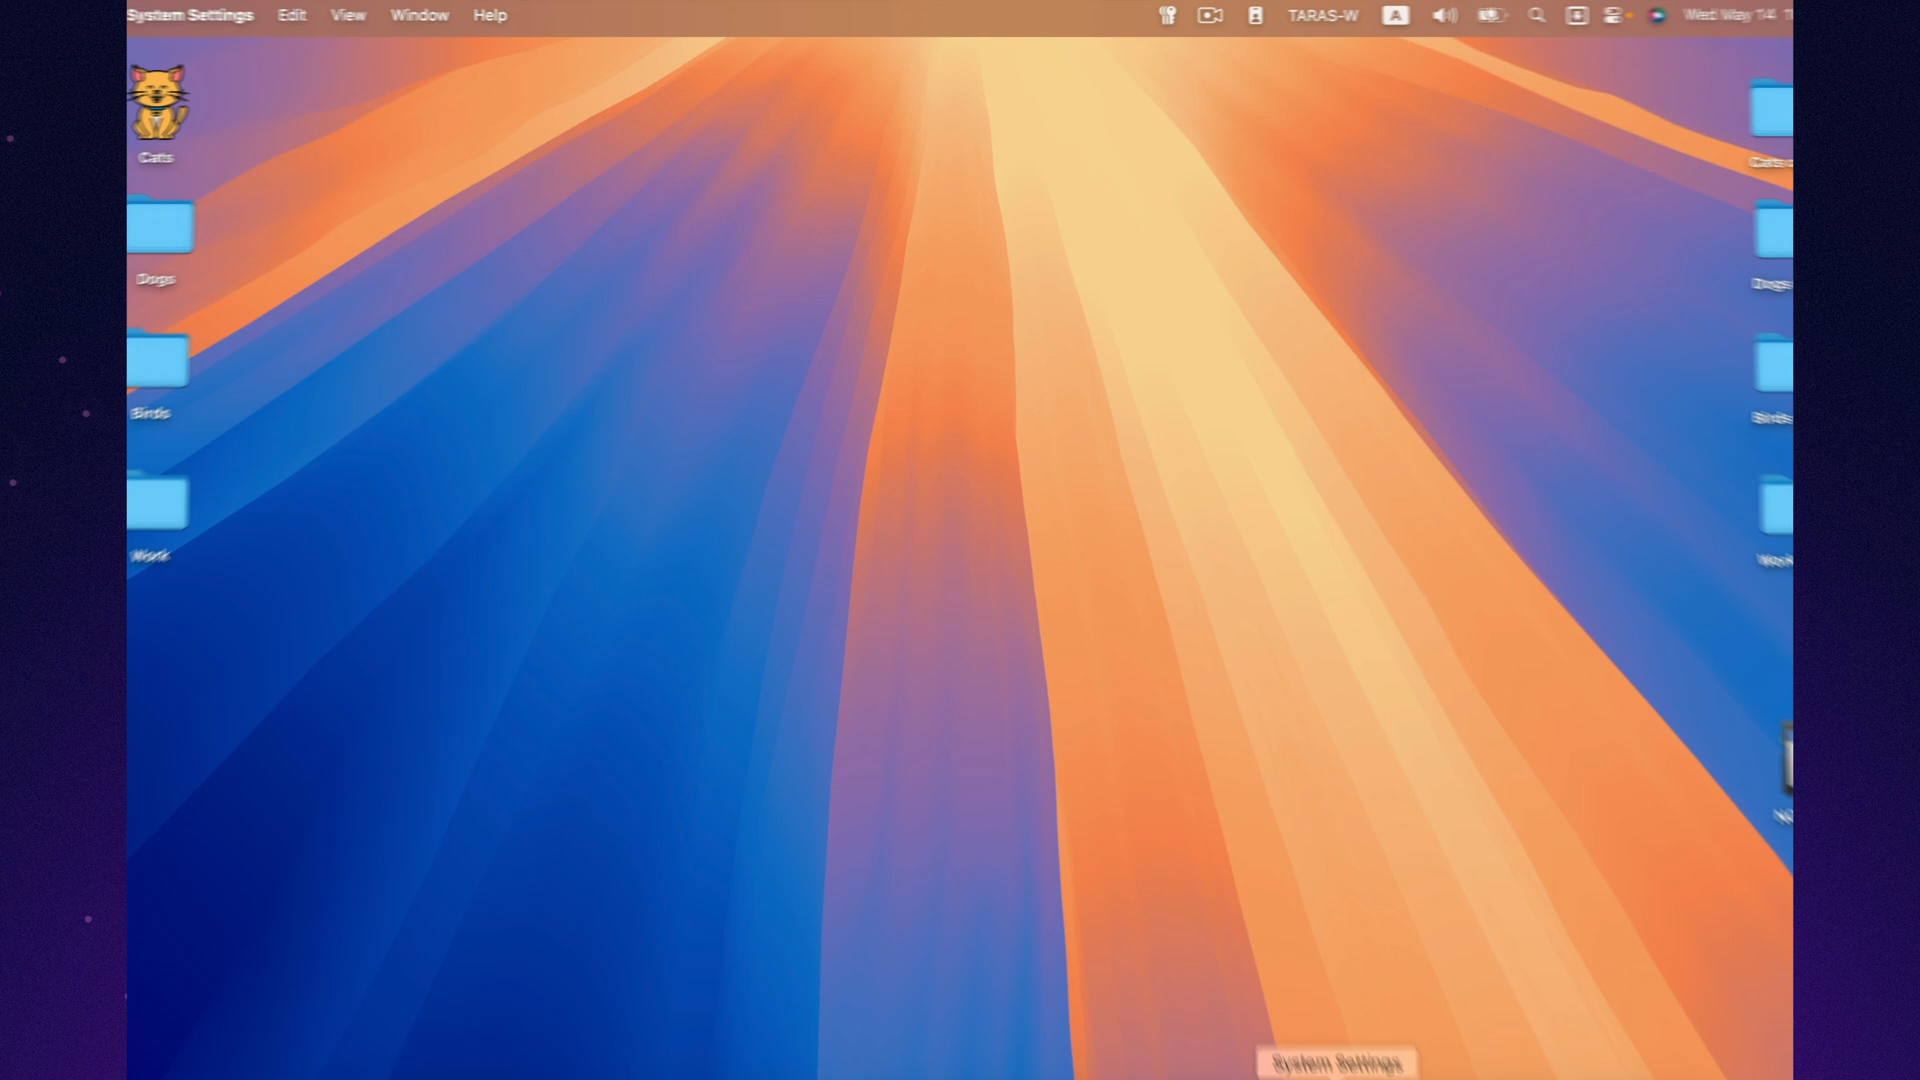 System Settings Edit View Window Help TARAS-W A Wed May 14
Cats
Dogs
Birds
Work
Cats
Dogs
Birds
System Settings